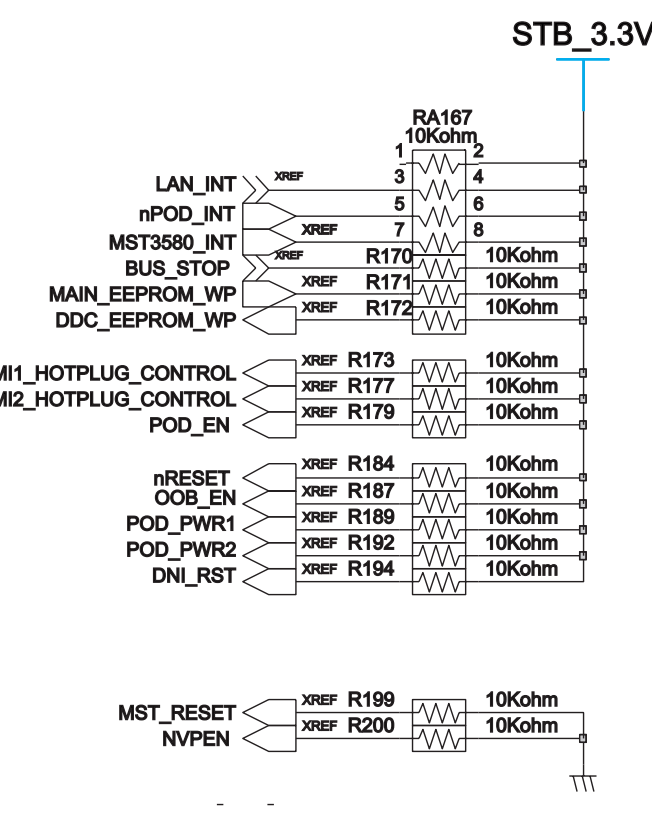 STB_3.3V
RA167
10Kohm
1 2
LAN_INT XREF 3 4
nPOD_INT 5 6
MST3580_INT XREF 7 8
BUS_STOP XREF R170 10Kohm
MAIN_EEPROM_WP XREF R171 10Kohm
DDC_EEPROM_WP XREF R172 10Kohm
MI1_HOTPLUG_CONTROL XREF R173 10Kohm
MI2_HOTPLUG_CONTROL XREF R177 10Kohm
POD_EN XREF R179 10Kohm
nRESET XREF R184 10Kohm
OOB_EN XREF R187 10Kohm
POD_PWR1 XREF R189 10Kohm
POD_PWR2 XREF R192 10Kohm
DNI_RST XREF R194 10Kohm
MST_RESET XREF R199 10Kohm
NVPEN XREF R200 10Kohm